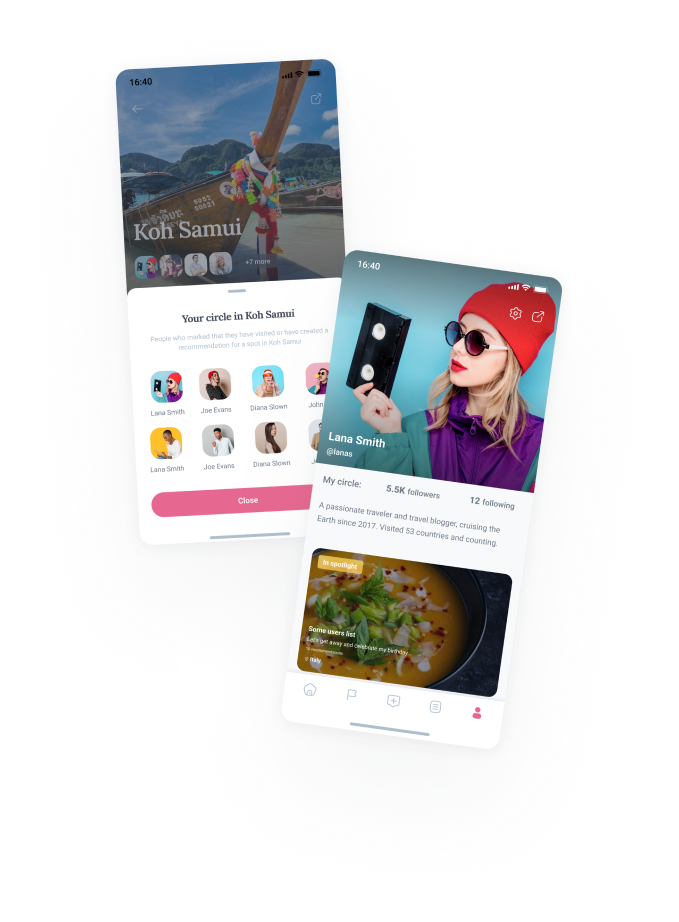 16:40
Koh Samui
+7 more
Your circle in Koh Samui
People who marked that they have visited or have created a
recommendation for a spot in Koh Samui
Lana Smith
Joe Evans
Diana Slown
John
Lana Smith
Joe Evans
Diana Slown
Close
16:40
Lana Smith
@lanas
My circle:
5.5K followers
12 following
A passionate traveler and travel blogger, cruising the
Earth since 2017. Visited 53 countries and counting.
In spotlight
Some users list
Let's get away and celebrate my birthday
Italy